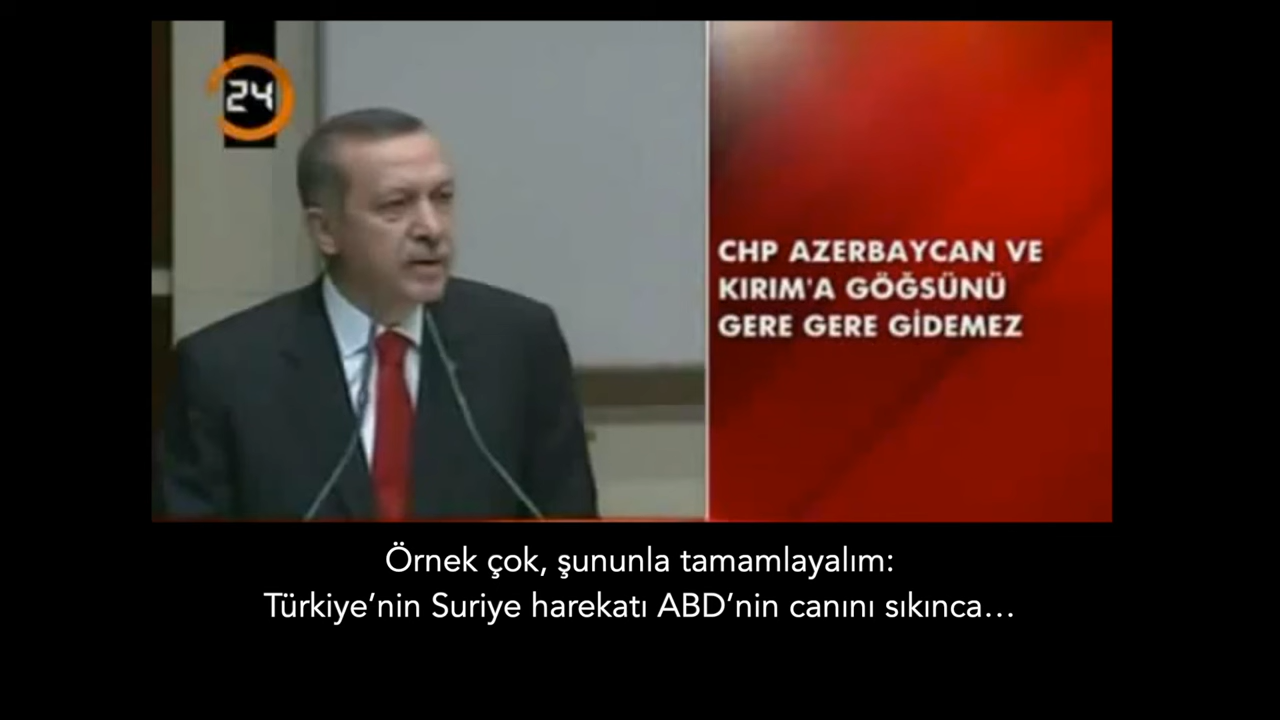 24
CHP AZERBAYCAN VE
KIRIM'A GÖĞSÜNÜ
GERE GERE GİDEMEZ
Örnek çok, şununla tamamlayalım:
Türkiye’nin Suriye harekatı ABD’nin canını sıkınca…